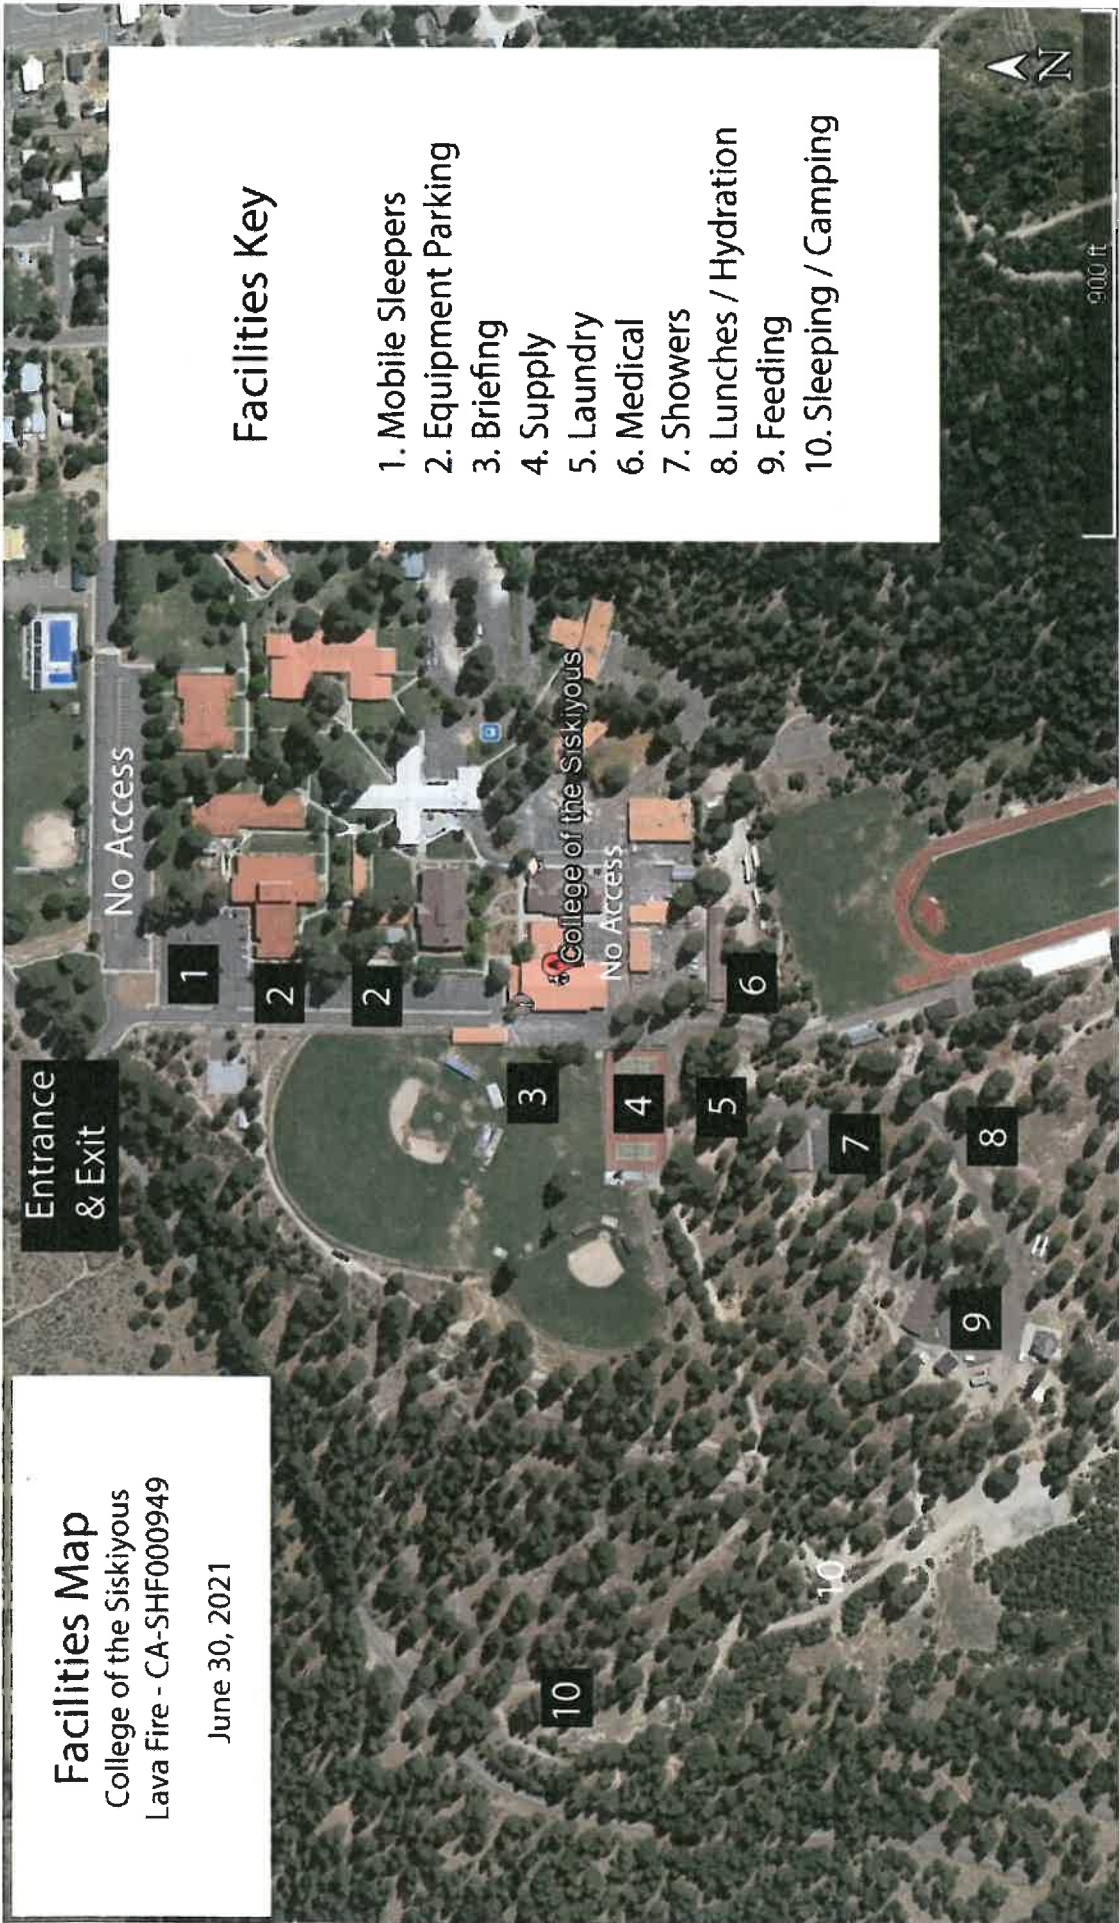 Facilities Map
College of the Siskiyous
Lava Fire - CA-SHF000949
June 30, 2021
Entrance
& Exit
No Access
1
2
2
3
4
5
6
7
8
9
10
10
College of the Siskiyous
No Access
Facilities Key
1. Mobile Sleepers
2. Equipment Parking
3. Briefing
4. Supply
5. Laundry
6. Medical
7. Showers
8. Lunches / Hydration
9. Feeding
10. Sleeping / Camping
N
900 ft